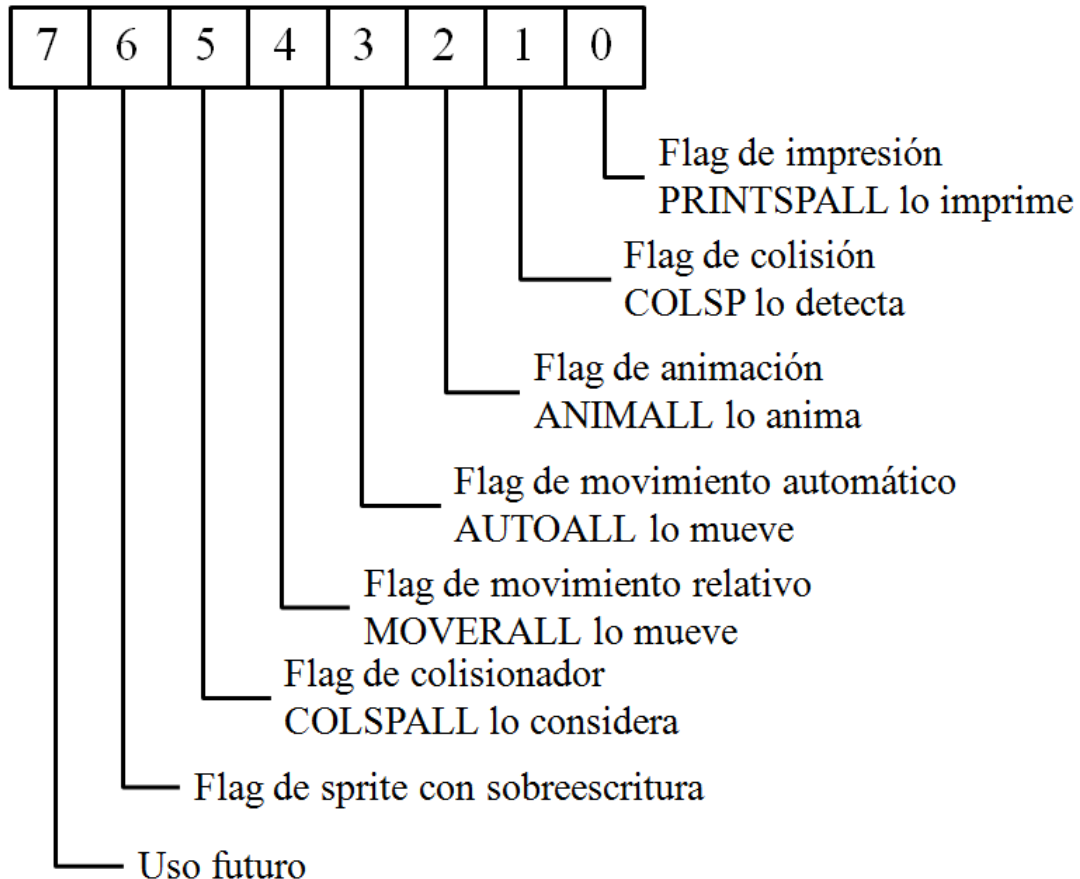 7 6 5 4 3 2 1 0
Flag de impresión
PRINTSPALL lo imprime
Flag de colisión
COLSP lo detecta
Flag de animación
ANIMALL lo anima
Flag de movimiento automático
AUTOALL lo mueve
Flag de movimiento relativo
MOVERALL lo mueve
Flag de colisionador
COLSPALL lo considera
Flag de sprite con sobreescritura
Uso futuro